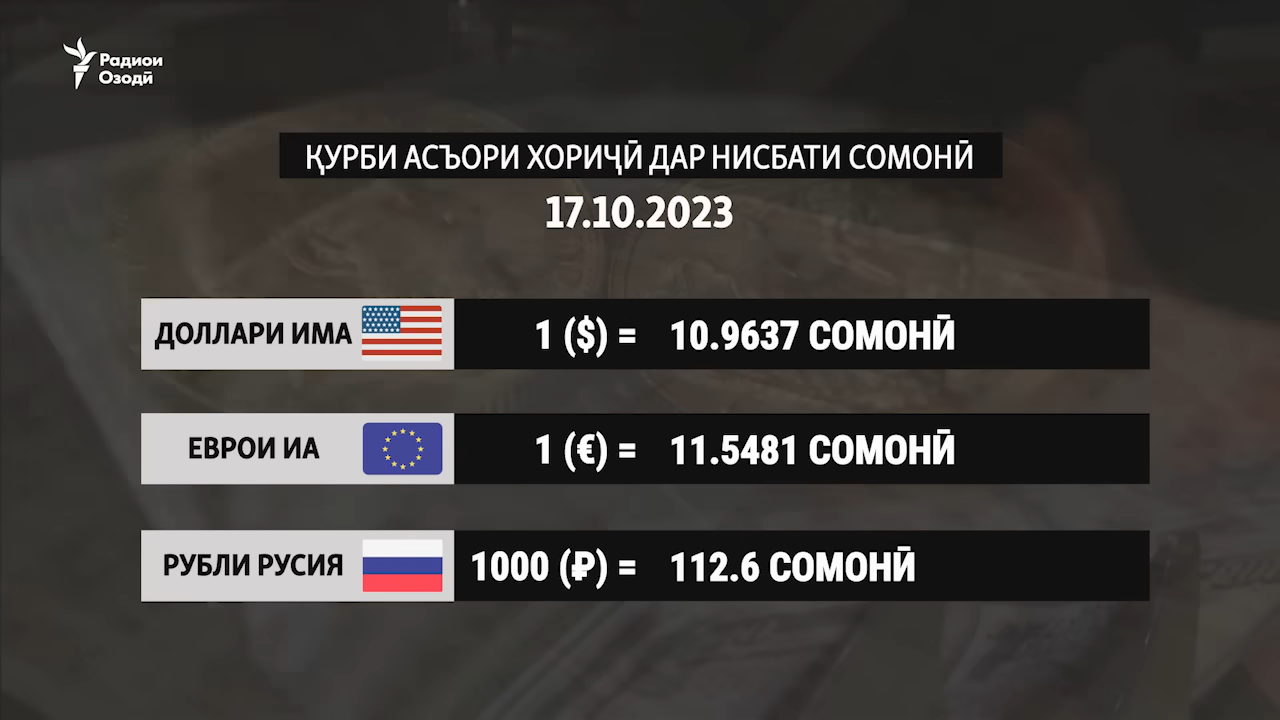 Радиои
Озодӣ
ҚУРБИ АСЪОРИ ХОРИҶӢ ДАР НИСБАТИ СОМОНӢ
17.10.2023
ДОЛЛАРИ ИМА 1 ($) = 10.9637 СОМОНӢ
ЕВРОИ ИА 1 (€) = 11.5481 СОМОНӢ
РУБЛИ РУСИЯ 1000 (₽) = 112.6 СОМОНӢ